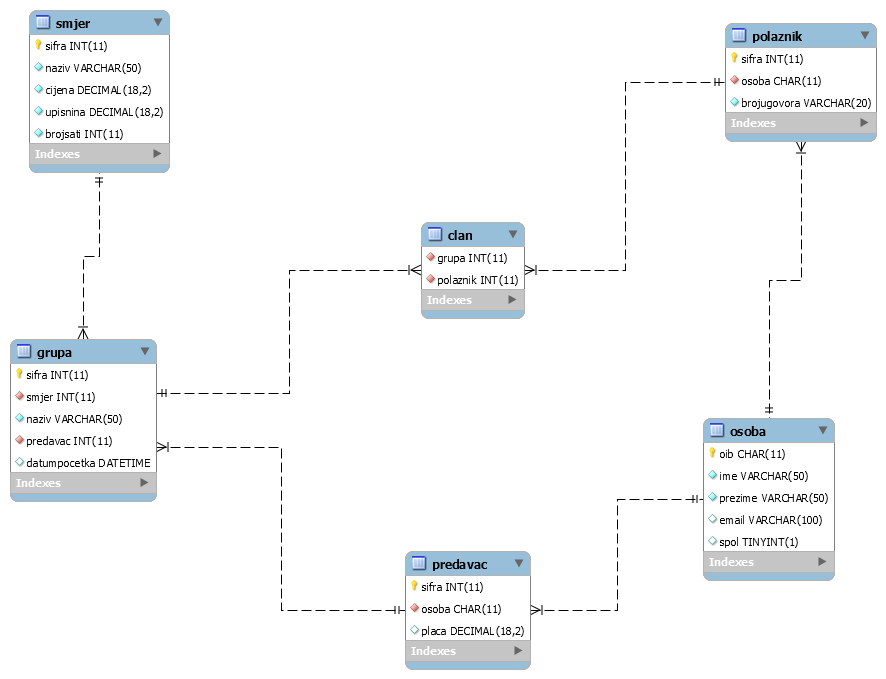 smjer
sifra INT(11)
naziv VARCHAR(50)
cijena DECIMAL(18,2)
upisnina DECIMAL(18,2)
brojsati INT(11)
Indexes
polaznik
sifra INT(11)
osoba CHAR(11)
brojugovora VARCHAR(20)
Indexes
clan
grupa INT(11)
polaznik INT(11)
Indexes
grupa
sifra INT(11)
smjer INT(11)
naziv VARCHAR(50)
predavac INT(11)
datumpocetka DATETIME
Indexes
osoba
oib CHAR(11)
ime VARCHAR(50)
prezime VARCHAR(50)
email VARCHAR(100)
spol TINYINT(1)
Indexes
predavac
sifra INT(11)
osoba CHAR(11)
placa DECIMAL(18,2)
Indexes